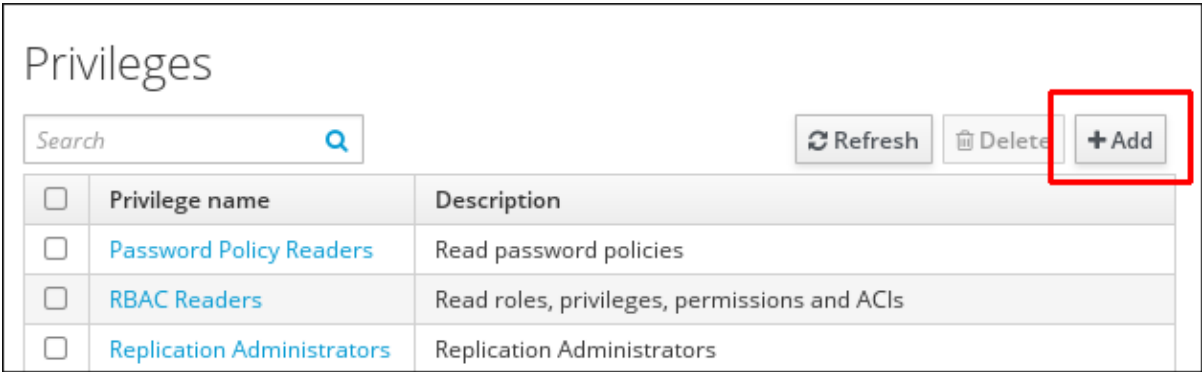 Privileges
Search Refresh Delete Add
Privilege name Description
Password Policy Readers Read password policies
RBAC Readers Read roles, privileges, permissions and ACIs
Replication Administrators Replication Administrators